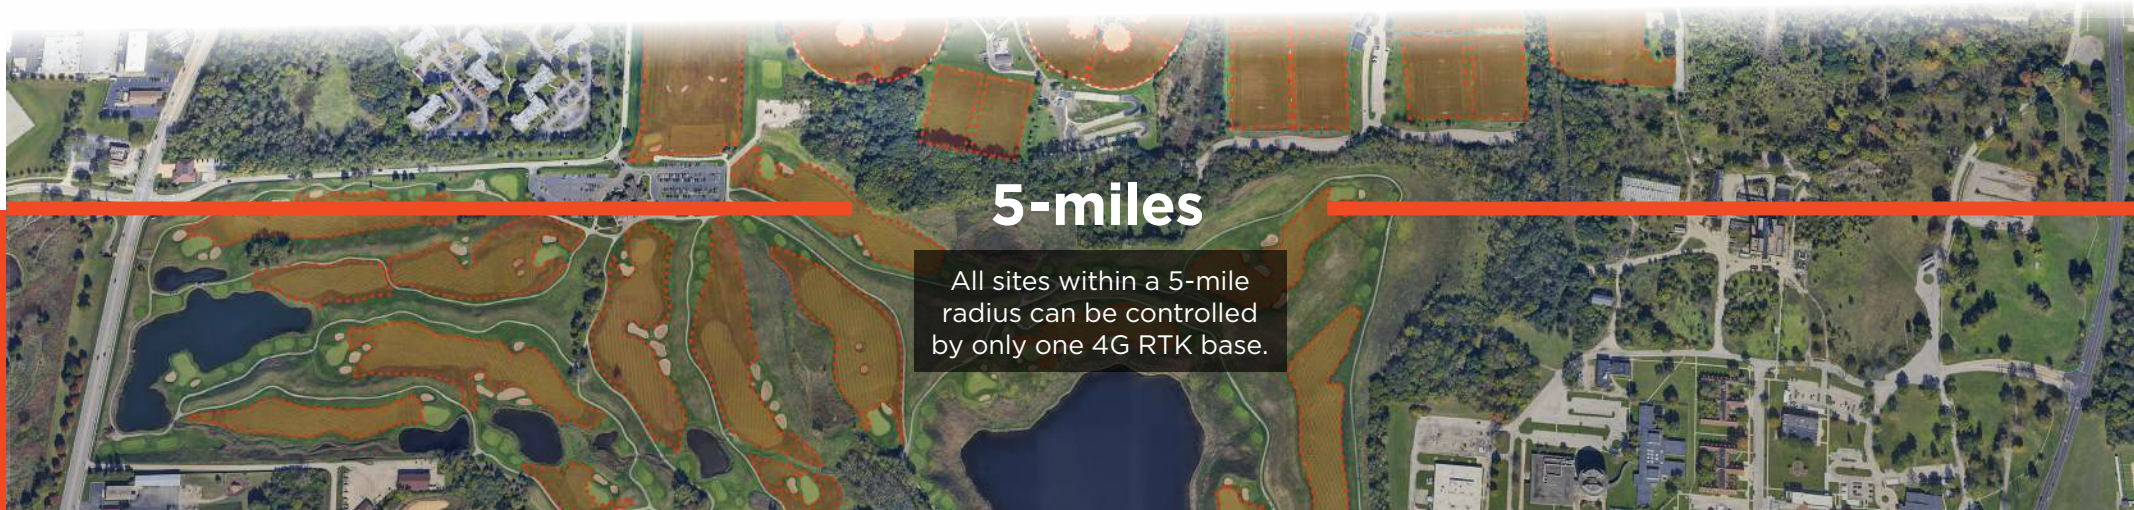 5-miles
All sites within a 5-mile
radius can be controlled
by only one 4G RTK base.